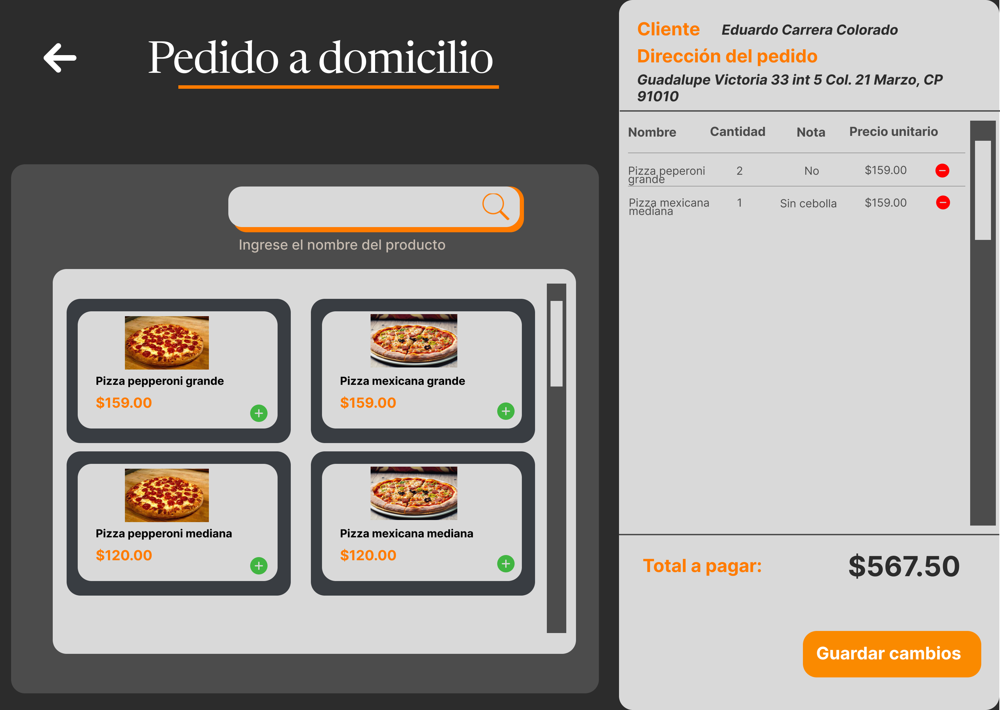 Pedido a domicilio
Ingrese el nombre del producto
Pizza pepperoni grande
$159.00
Pizza mexicana grande
$159.00
Pizza pepperoni mediana
$120.00
Pizza mexicana mediana
$120.00
Cliente Eduardo Carrera Colorado
Dirección del pedido
Guadalupe Victoria 33 int 5 Col. 21 Marzo, CP
91010
Nombre Cantidad Nota Precio unitario
Pizza peperoni 2 No $159.00
grande
Pizza mexicana 1 Sin cebolla $159.00
mediana
Total a pagar: $567.50
Guardar cambios